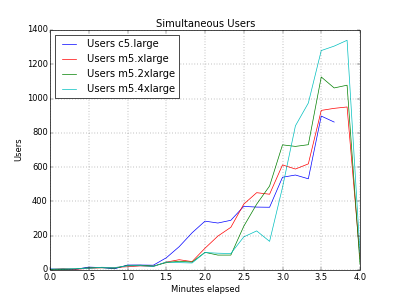 Simultaneous Users
Users c5.large
Users m5.xlarge
Users m5.2xlarge
Users m5.4xlarge
1400
1200
1000
800
600
400
200
0
Users
0.0 0.5 1.0 1.5 2.0 2.5 3.0 3.5 4.0
Minutes elapsed